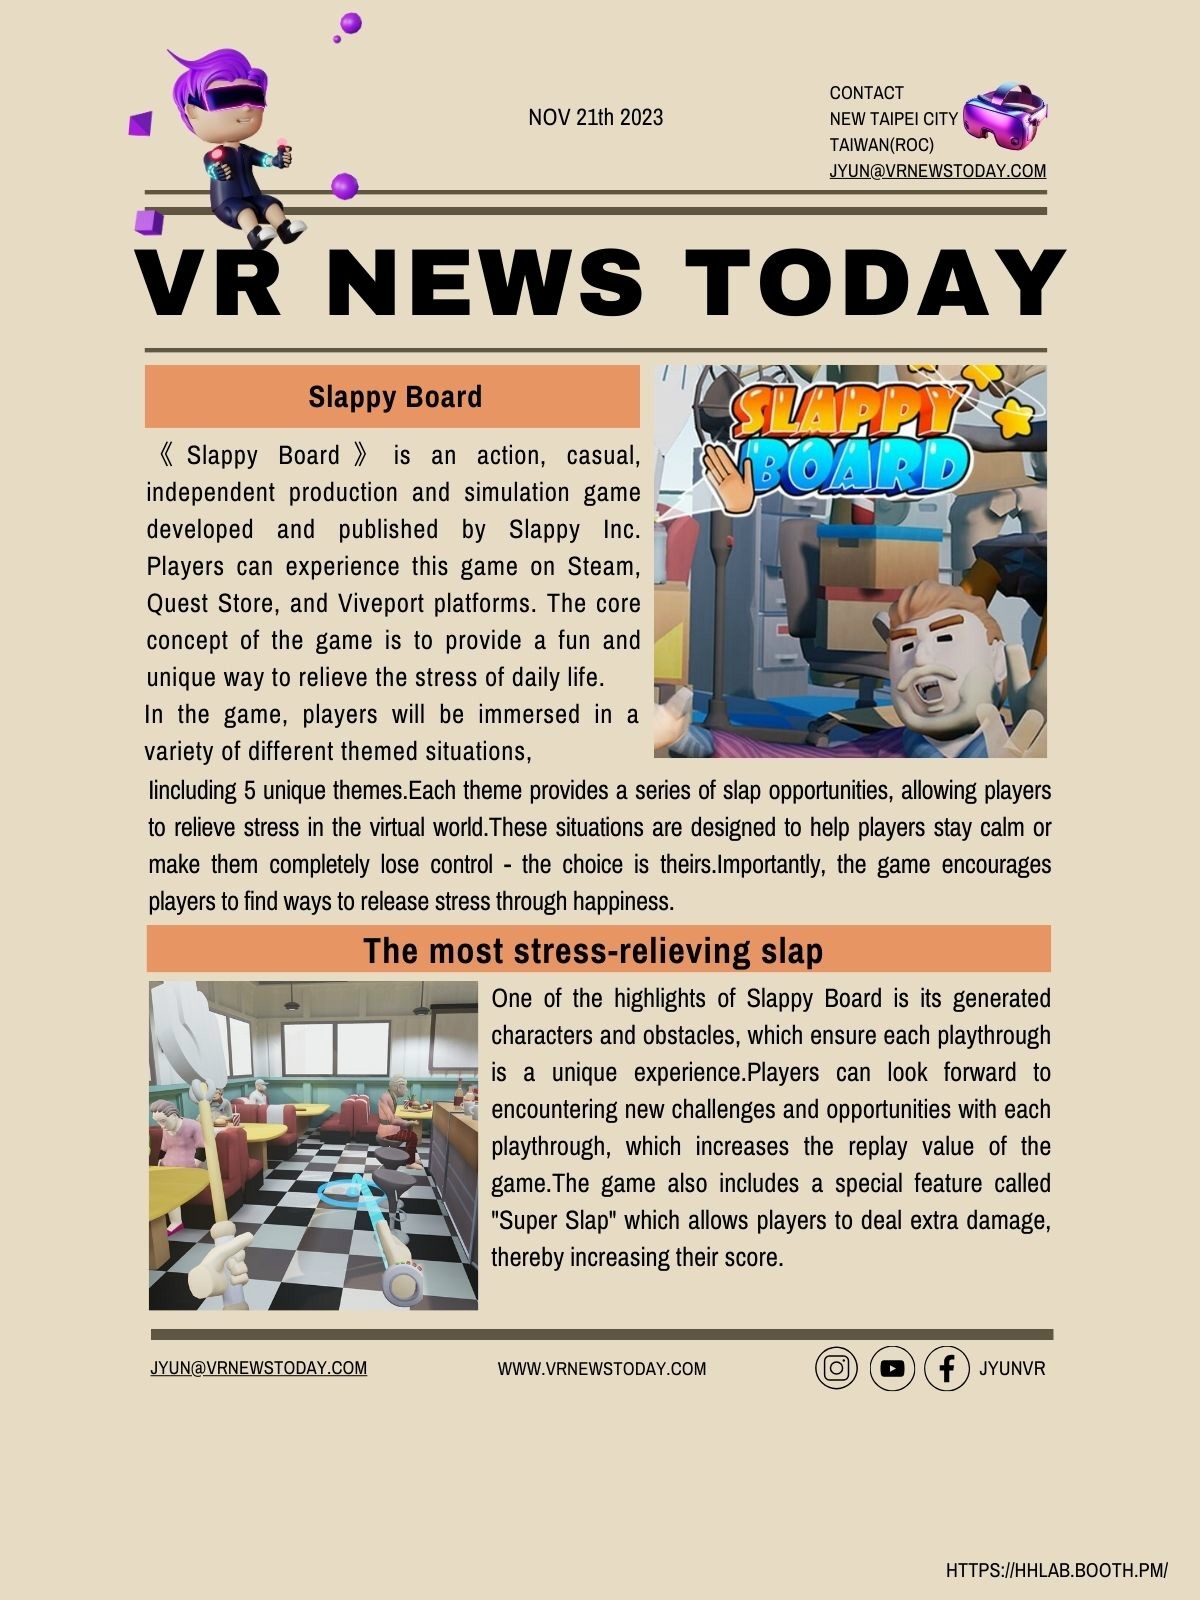 NOV 21th 2023
CONTACT
NEW TAIPEI CITY
TAIWAN(ROC)
JYUN@VRNEWSTODAY.COM
VR NEWS TODAY
Slappy Board
《Slappy Board》is an action, casual,
independent production and simulation game
developed and published by Slappy Inc.
Players can experience this game on Steam,
Quest Store, and Viveport platforms. The core
concept of the game is to provide a fun and
unique way to relieve the stress of daily life.
In the game, players will be immersed in a
variety of different themed situations,
SLAPPY
BOARD
Iincluding 5 unique themes.Each theme provides a series of slap opportunities, allowing players
to relieve stress in the virtual world.These situations are designed to help players stay calm or
make them completely lose control - the choice is theirs.Importantly, the game encourages
players to find ways to release stress through happiness.
The most stress-relieving slap
One of the highlights of Slappy Board is its generated
characters and obstacles, which ensure each playthrough
is a unique experience.Players can look forward to
encountering new challenges and opportunities with each
playthrough, which increases the replay value of the
game.The game also includes a special feature called
"Super Slap" which allows players to deal extra damage,
thereby increasing their score.
JYUN@VRNEWSTODAY.COM
WWW.VRNEWSTODAY.COM
JYUNVR
HTTPS://HHLAB.BOOTH.PM/